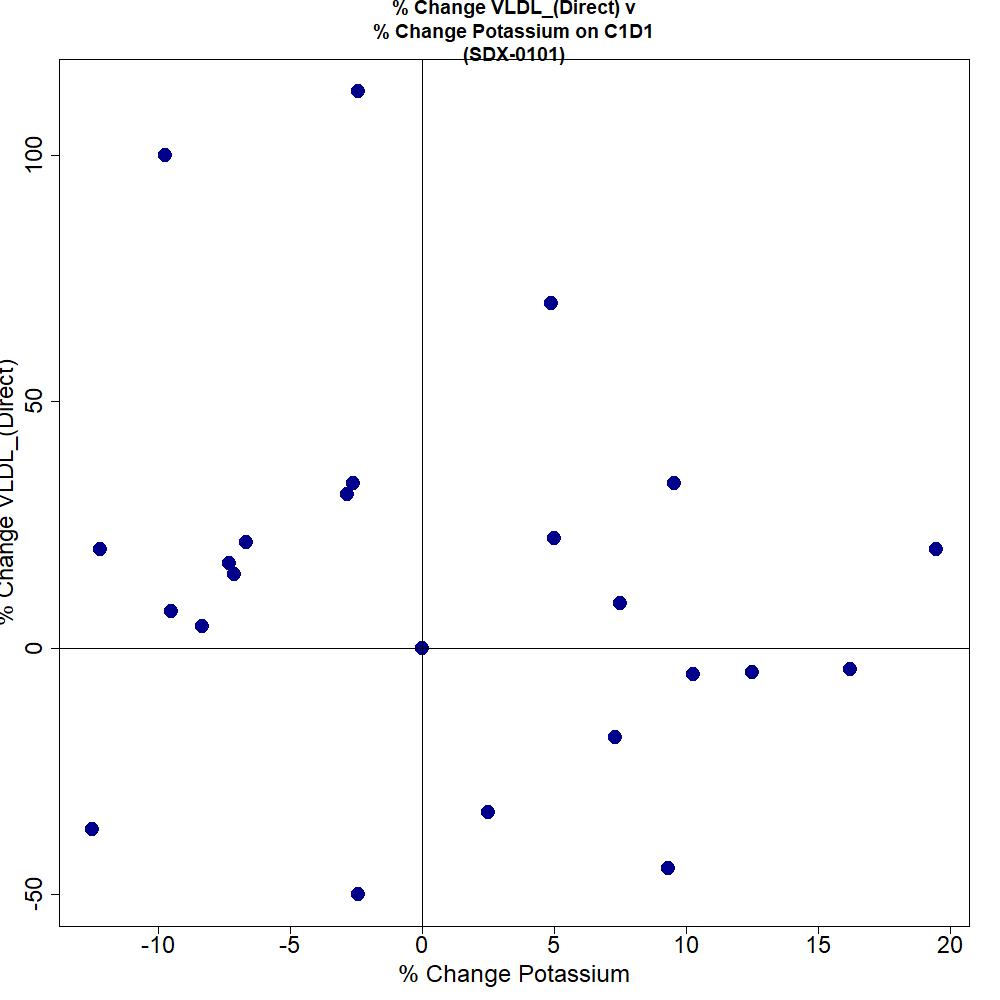 % Change VLDL_(Direct) v
% Change Potassium on C1D1
(SDX-0101)
% Change VLDL_(Direct)
100
50
0
-50
-10
-5
0
5
10
15
20
% Change Potassium